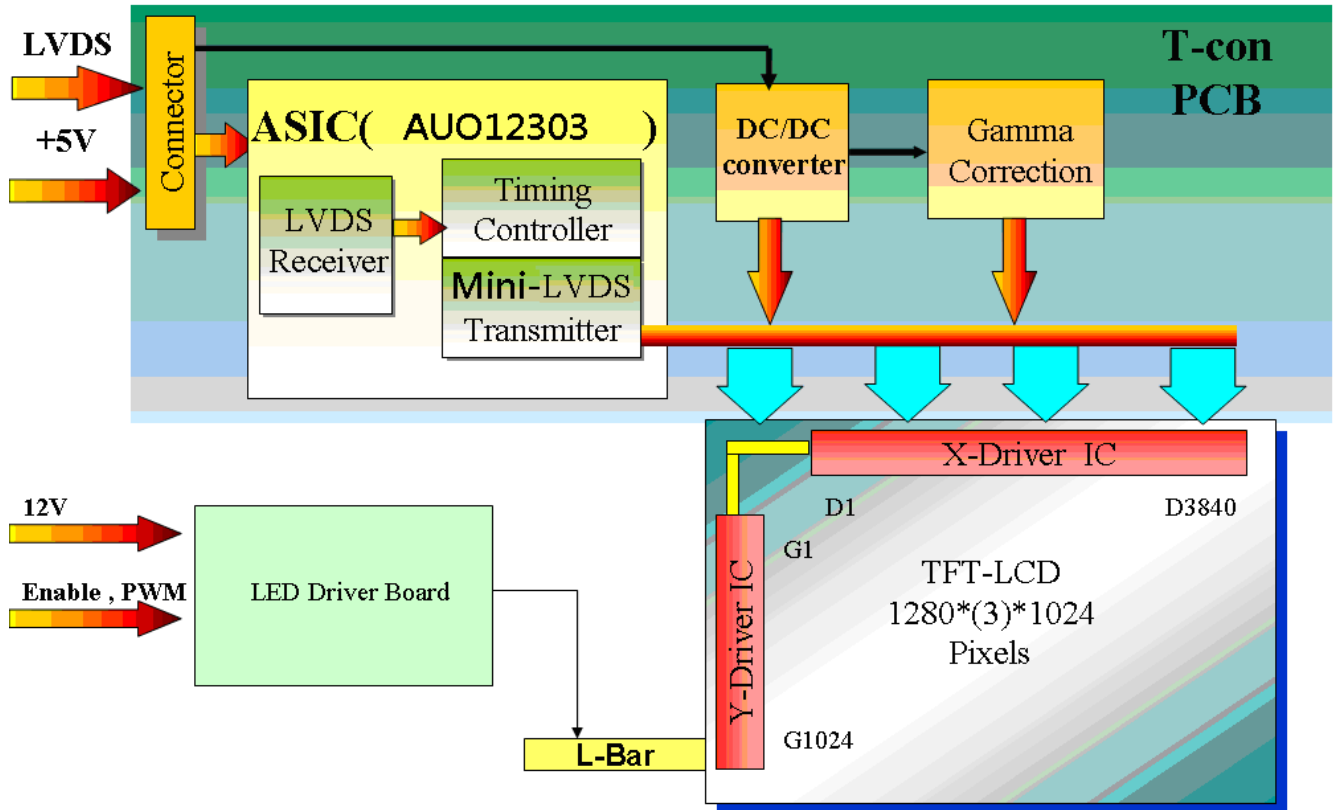 LVDS
+5V
Connector
T-con
PCB
ASIC( AUO12303 )
LVDS
Receiver
Timing
Controller
Mini-LVDS
Transmitter
DC/DC
converter
Gamma
Correction
X-Driver IC
D1
D3840
G1
Y-Driver IC
TFT-LCD
1280*(3)*1024
Pixels
G1024
12V
Enable , PWM
LED Driver Board
L-Bar